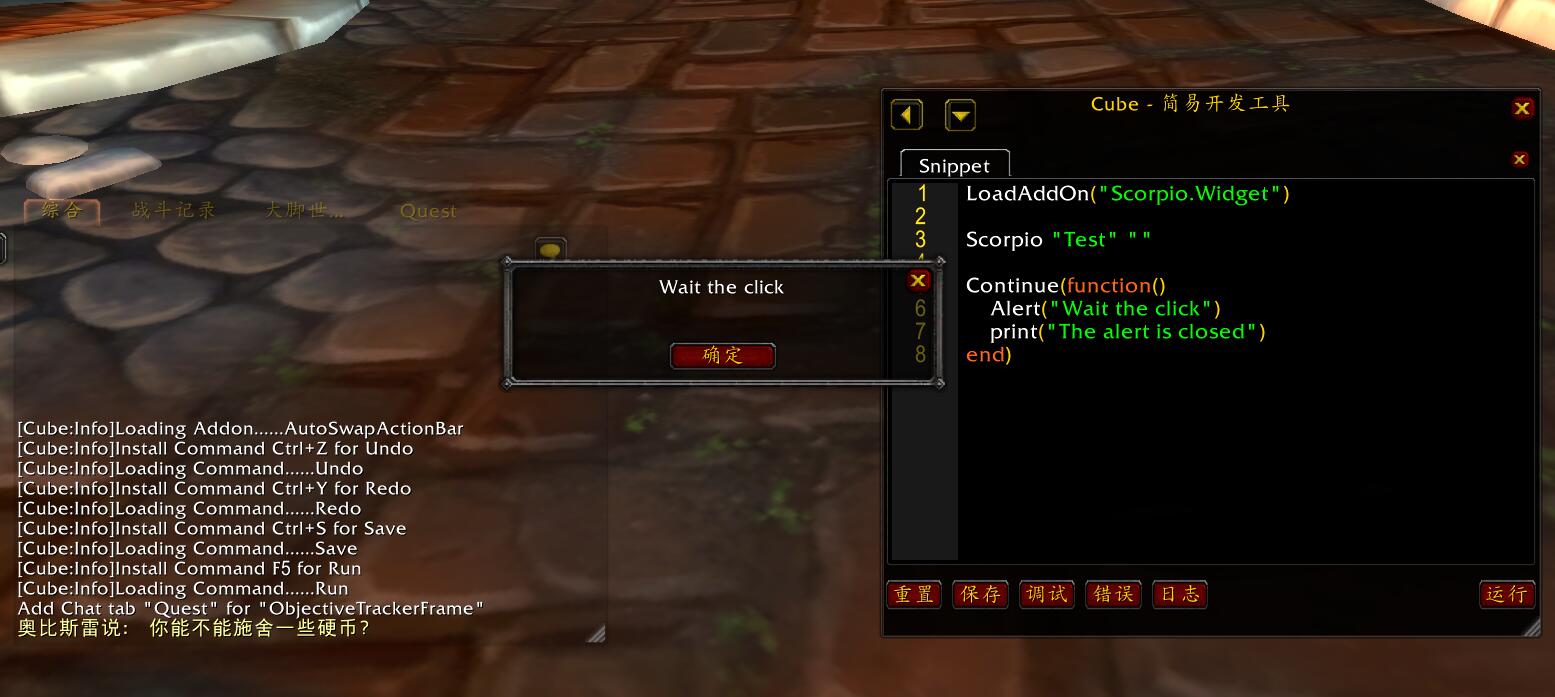 综合
战斗记录
大脚世...
Quest
[Cube:Info]Loading Addon......AutoSwapActionBar
[Cube:Info]Install Command Ctrl+Z for Undo
[Cube:Info]Loading Command......Undo
[Cube:Info]Install Command Ctrl+Y for Redo
[Cube:Info]Loading Command......Redo
[Cube:Info]Install Command Ctrl+S for Save
[Cube:Info]Loading Command......Save
[Cube:Info]Install Command F5 for Run
[Cube:Info]Loading Command......Run
Add Chat tab "Quest" for "ObjectiveTrackerFrame"
奥比斯雷说： 你能不能施舍一些硬币？
Wait the click
确定
Cube - 简易开发工具
Snippet
1 LoadAddOn("Scorpio.Widget")
2
3 Scorpio "Test" ""
Continue(function()
6 Alert("Wait the click")
7 print("The alert is closed")
8 end)
重置 保存 调试 错误 日志 运行